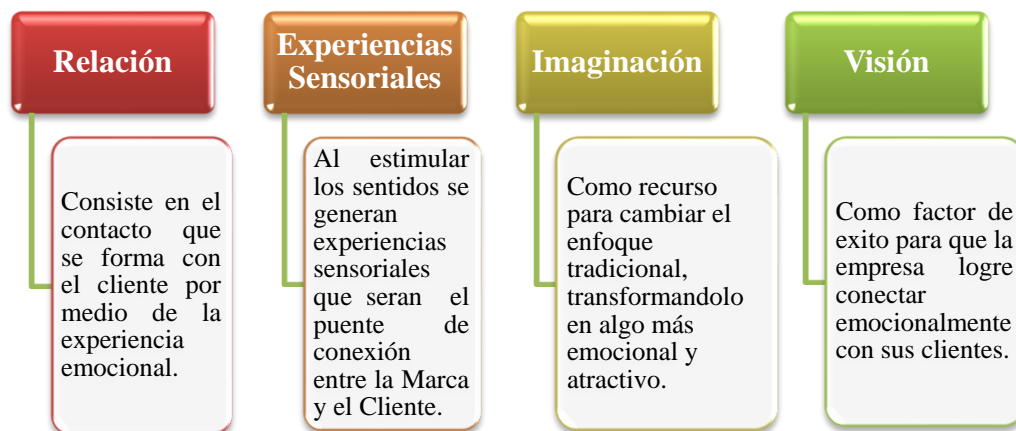 Relación
Consiste en el
contacto que
se forma con
el cliente por
medio de la
experiencia
emocional.
Experiencias
Sensoriales
Al estimular
los sentidos se
generan
experiencias
sensoriales
que seran el
puente de
conexión
entre la Marca
y el Cliente.
Imaginación
Como recurso
para cambiar el
enfoque
tradicional,
transformandolo
en algo más
emocional y
atractivo.
Visión
Como factor de
exito para que la
empresa logre
conectar
emocionalmente
con sus clientes.